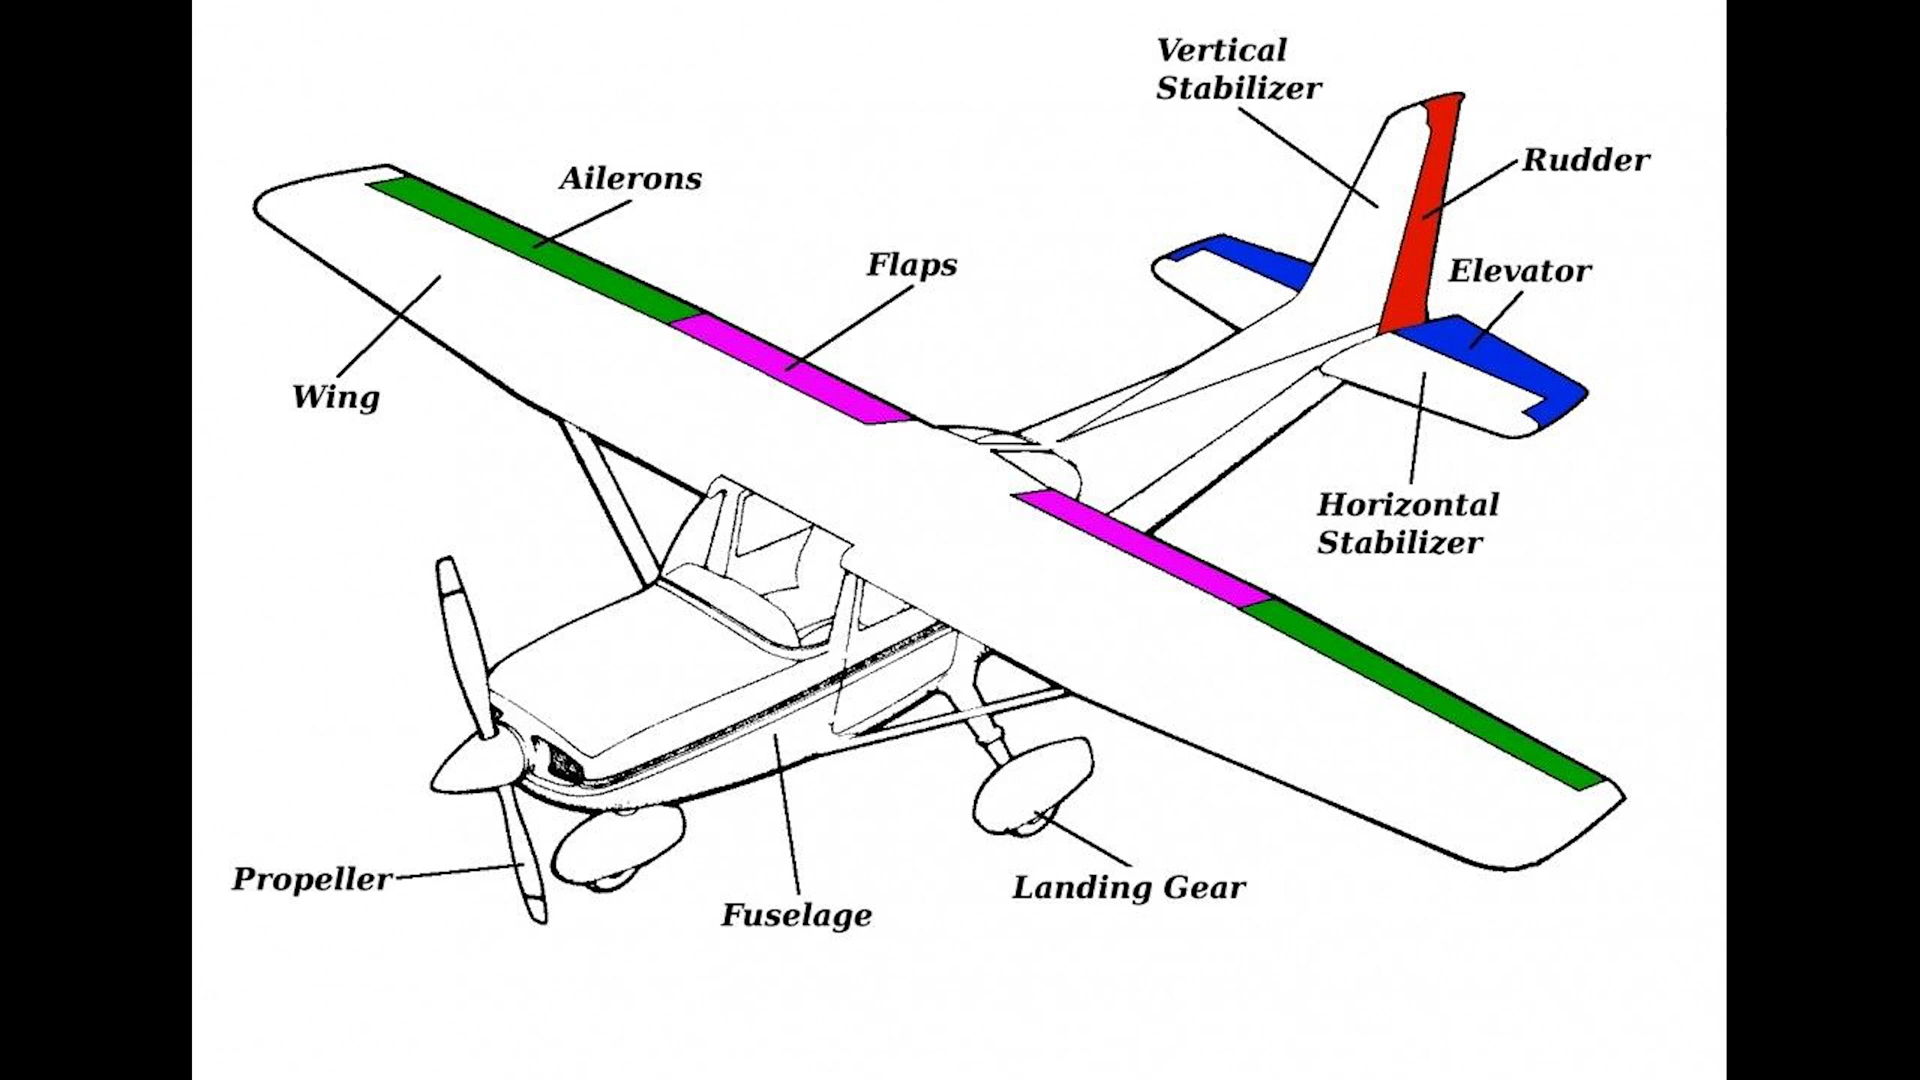 Vertical
Stabilizer
Rudder
Ailerons
Flaps
Elevator
Wing
Horizontal
Stabilizer
Propeller
Fuselage
Landing Gear